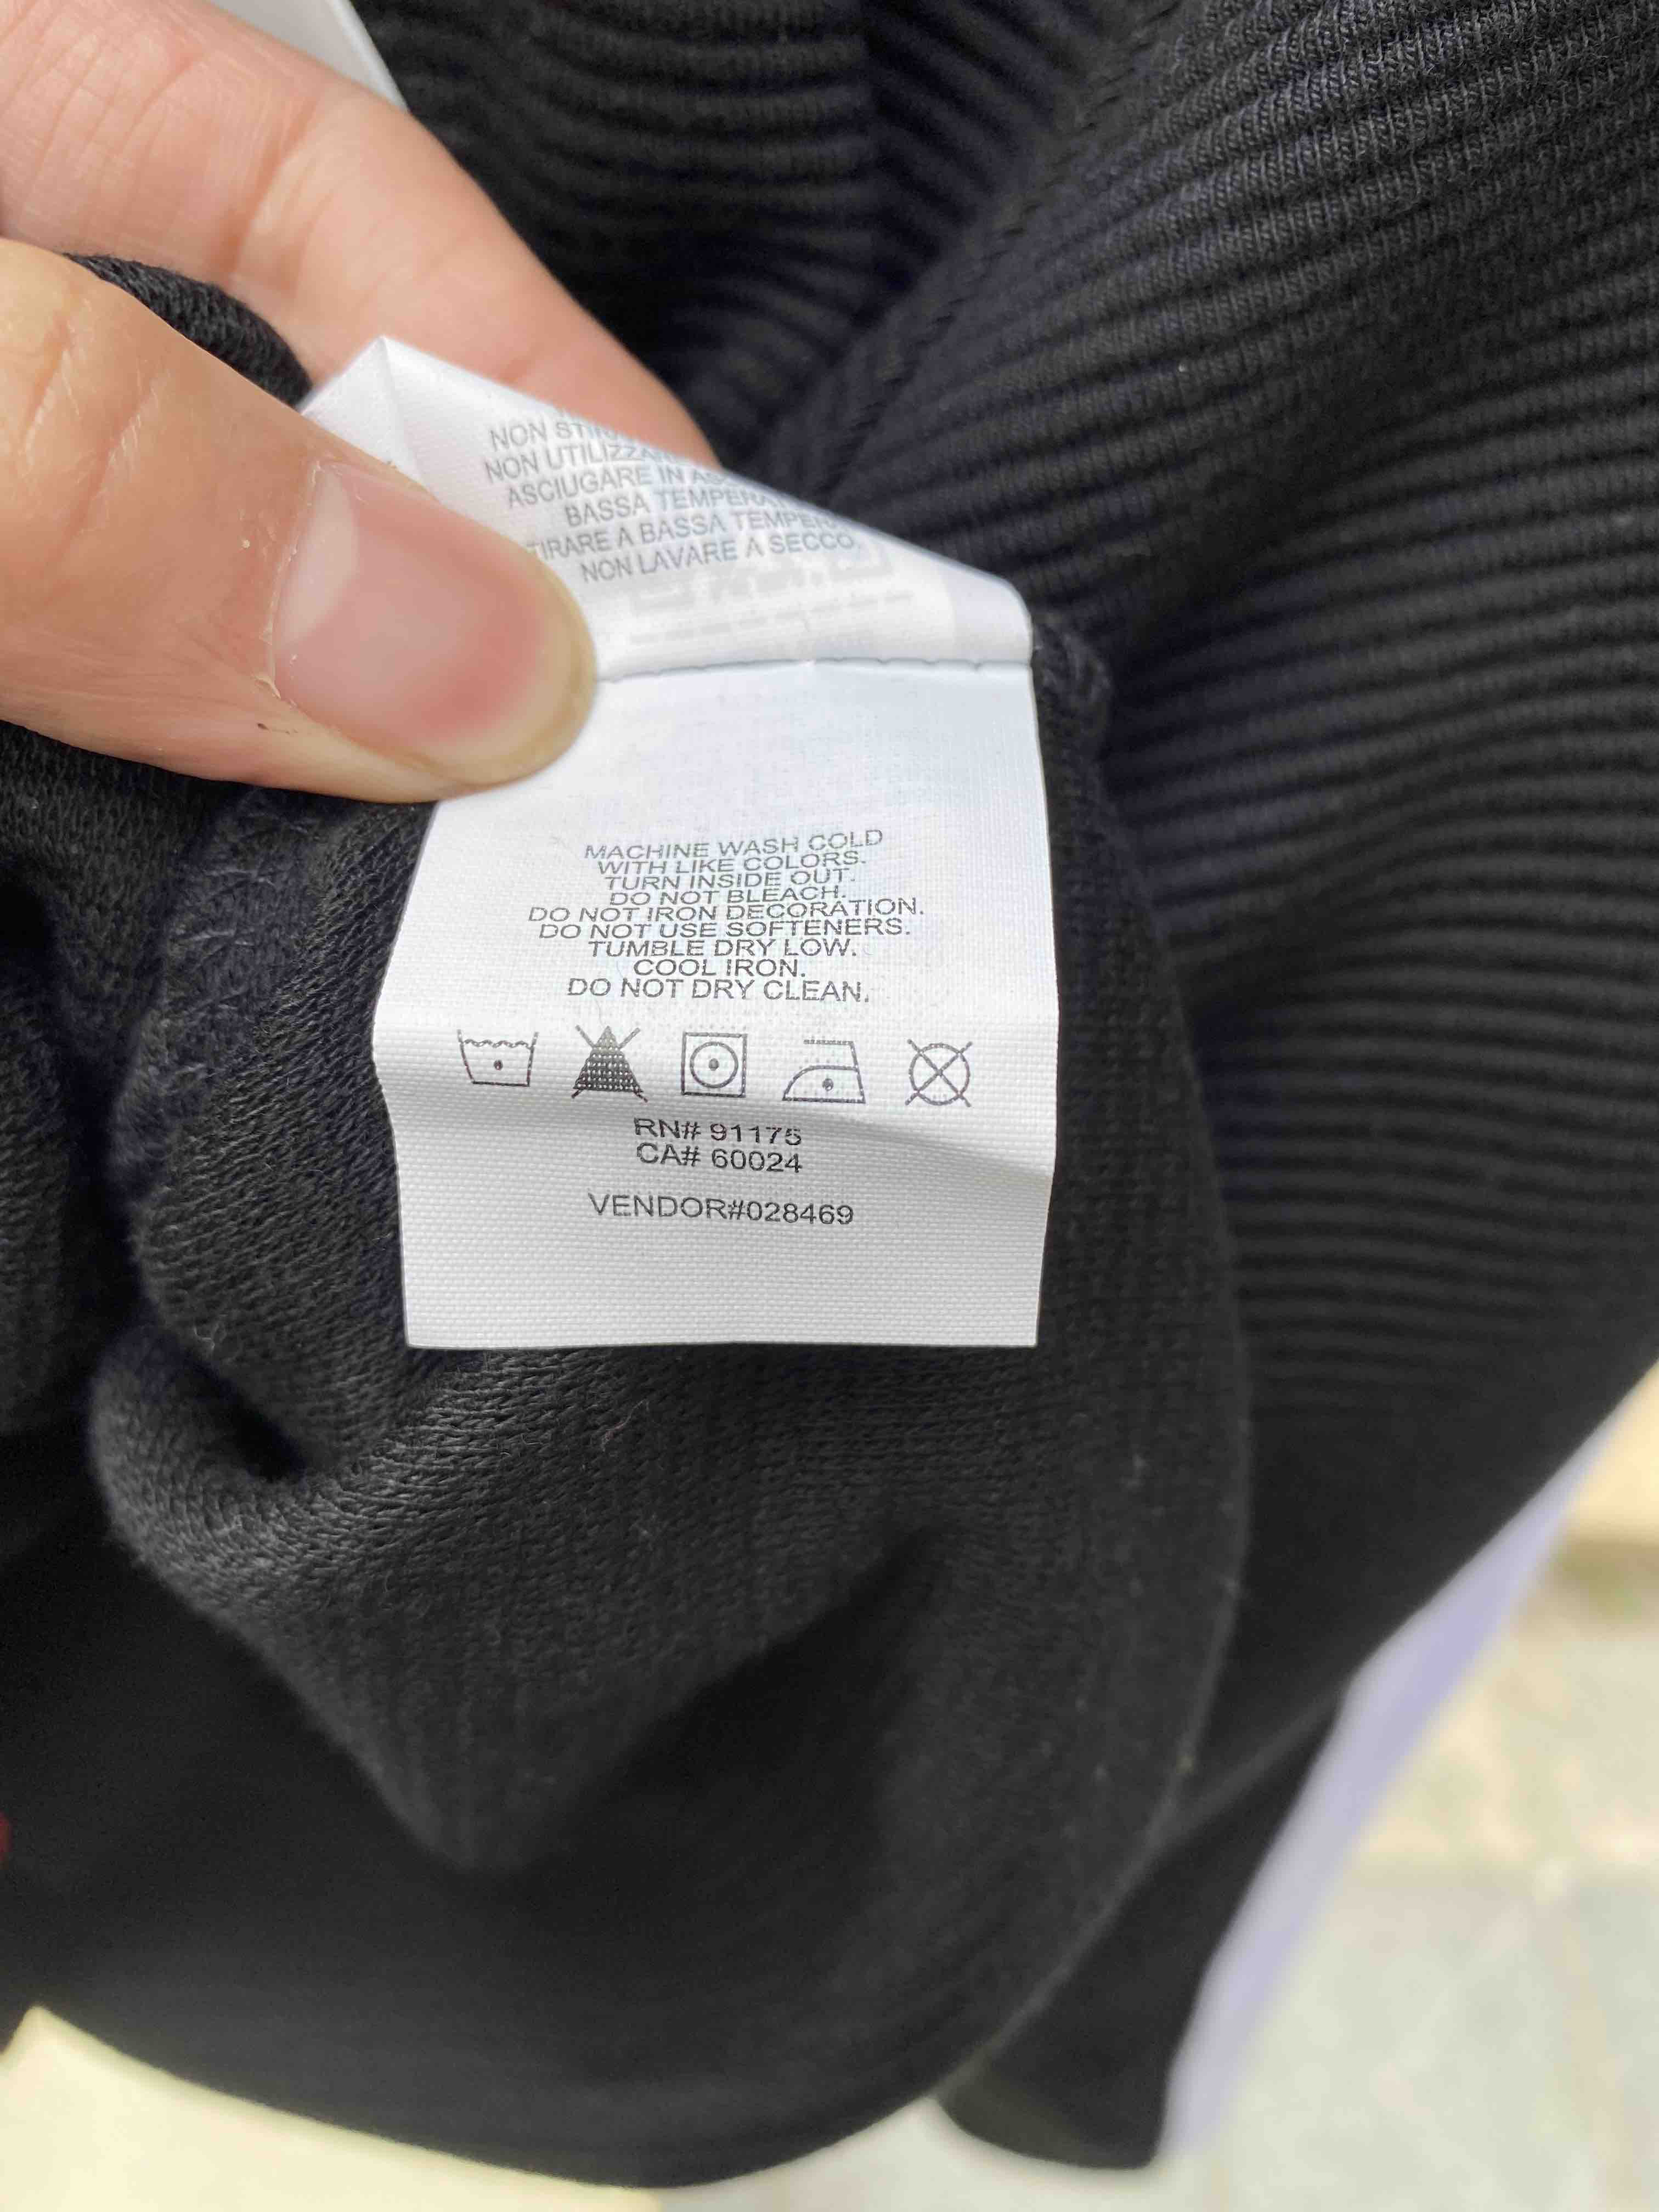 NON
NON UTILIZZAR
ASCIUGARE IN
BASSA TEMPERA
TIRARE A BASSA TEMPER
NON LAVARE A SECCO.
MACHINE WASH COLD
WITH LIKE COLORS.
TURN INSIDE OUT.
DO NOT BLEACH.
DO NOT IRON DECORATION.
DO NOT USE SOFTENERS.
TUMBLE DRY LOW.
COOL IRON.
DO NOT DRY CLEAN.
RN# 91175
CA# 60024
VENDOR#028469